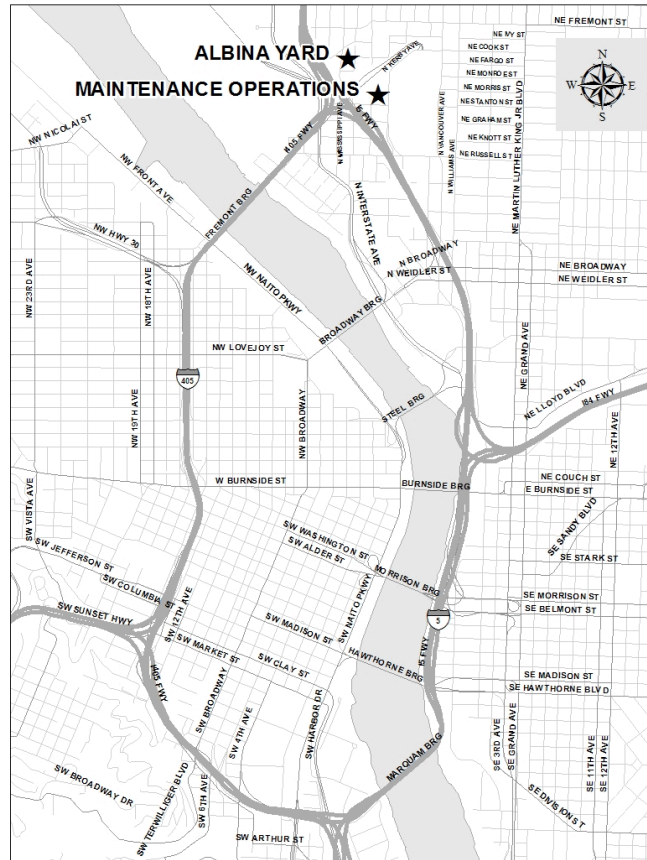 NE FREMONT ST
ALBINA YARD
N KERBY AVE
NE IVY ST
NE COOK ST
NE FARGO ST
NE MONROE ST
NE MORRIS ST
NE STANTON ST
NE GRAHAM ST
NE KNOTT ST
NE RUSSELL ST
N
W E
S
MAINTENANCE OPERATIONS
NW NICOLAI ST
I405 FWY
N MISSISSIPPI AVE
I5 FWY
N VANCOUVER AVE
N WILLIAMS AVE
NE MARTIN LUTHER KING JR BLVD
NW FRONT AVE
FREMONT BRG
N INTERSTATE AVE
NW HWY 30
N BROADWAY
N WEIDLER ST
NE BROADWAY
NE WEIDLER ST
NW 23RD AVE
NW 18TH AVE
NW NAITO PKWY
BROADWAY BRG
NW LOVEJOY ST
NE GRAND AVE
405
NW 19TH AVE
NW BROADWAY
STEEL BRG
NE LLOYD BLVD
I84 FWY
NE 12TH AVE
W BURNSIDE ST
BURNSIDE BRG
NE COUCH ST
E BURNSIDE ST
SW VISTA AVE
SW WASHINGTON ST
SW ALDER ST
SE SANDY BLVD
SE STARK ST
SW JEFFERSON ST
SW COLUMBIA ST
MORRISON BRG
SE MORRISON ST
SE BELMONT ST
SW SUNSET HWY
SW 12TH AVE
SW NAITO PKWY
5
I5 FWY
SW MADISON ST
SW MARKET ST
SW CLAY ST
HAWTHORNE BRG
SE MADISON ST
SE HAWTHORNE BLVD
I405 FWY
SW BROADWAY
SW 4TH AVE
SW HARBOR DR
MARQUAM BRG
SE 3RD AVE
SE GRAND AVE
SE 11TH AVE
SE 12TH AVE
SW BROADWAY DR
SW TERWILLIGER BLVD
SW 6TH AVE
SE DIVISION ST
SW ARTHUR ST